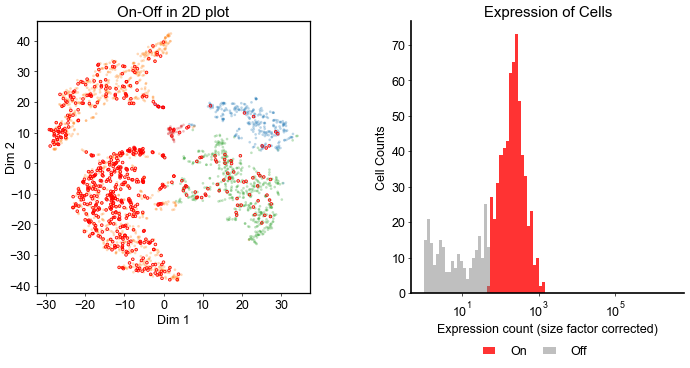 On-Off in 2D plot
Expression of Cells
40
30
20
10
0
−10
−20
−30
−40
Dim 2
−30 −20 −10 0 10 20 30
Dim 1
70
60
50
40
30
20
10
0
Cell Counts
10^1 10^3 10^5
Expression count (size factor corrected)
On Off